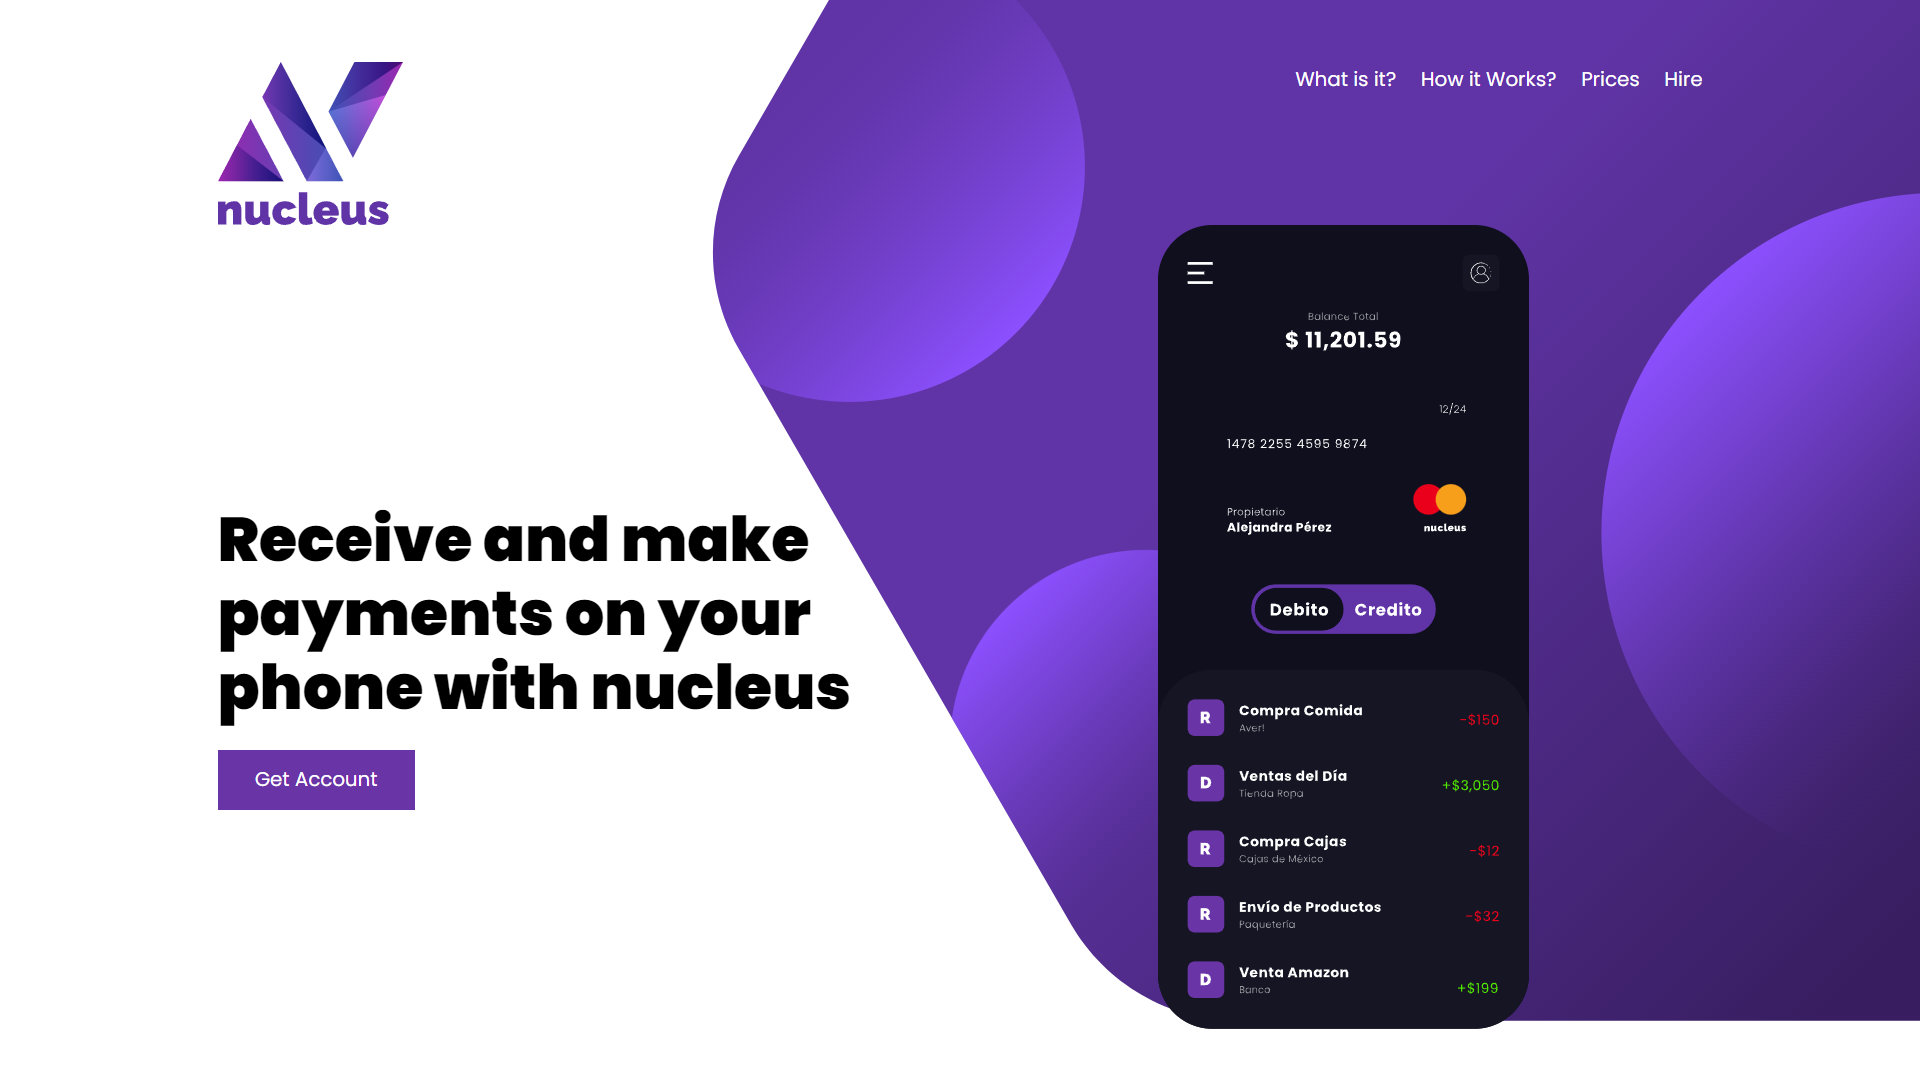 nucleus
What is it? How it Works? Prices Hire
Receive and make
payments on your
phone with nucleus
Get Account
Balance Total
$ 11,201.59
12/24
1478 2255 4595 9874
Propietario
Alejandra Pérez
nucleus
Debito Credito
R Compra Comida -$150
Aver!
D Ventas del Día +$3,050
Tienda Ropa
R Compra Cajas -$12
Cajas de México
R Envío de Productos -$32
Paquetería
D Venta Amazon +$199
Banco